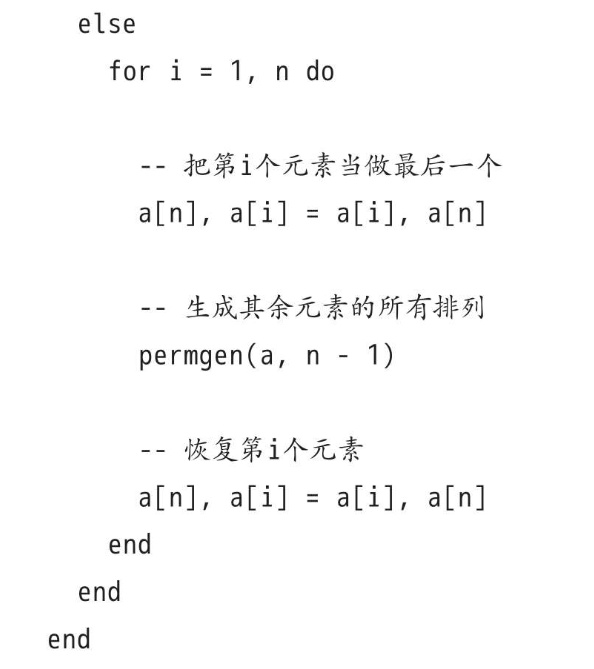 else
for i = 1, n do
-- 把第i个元素当做最后一个
a[n], a[i] = a[i], a[n]
-- 生成其余元素的所有排列
permgen(a, n - 1)
-- 恢复第i个元素
a[n], a[i] = a[i], a[n]
end
end
end